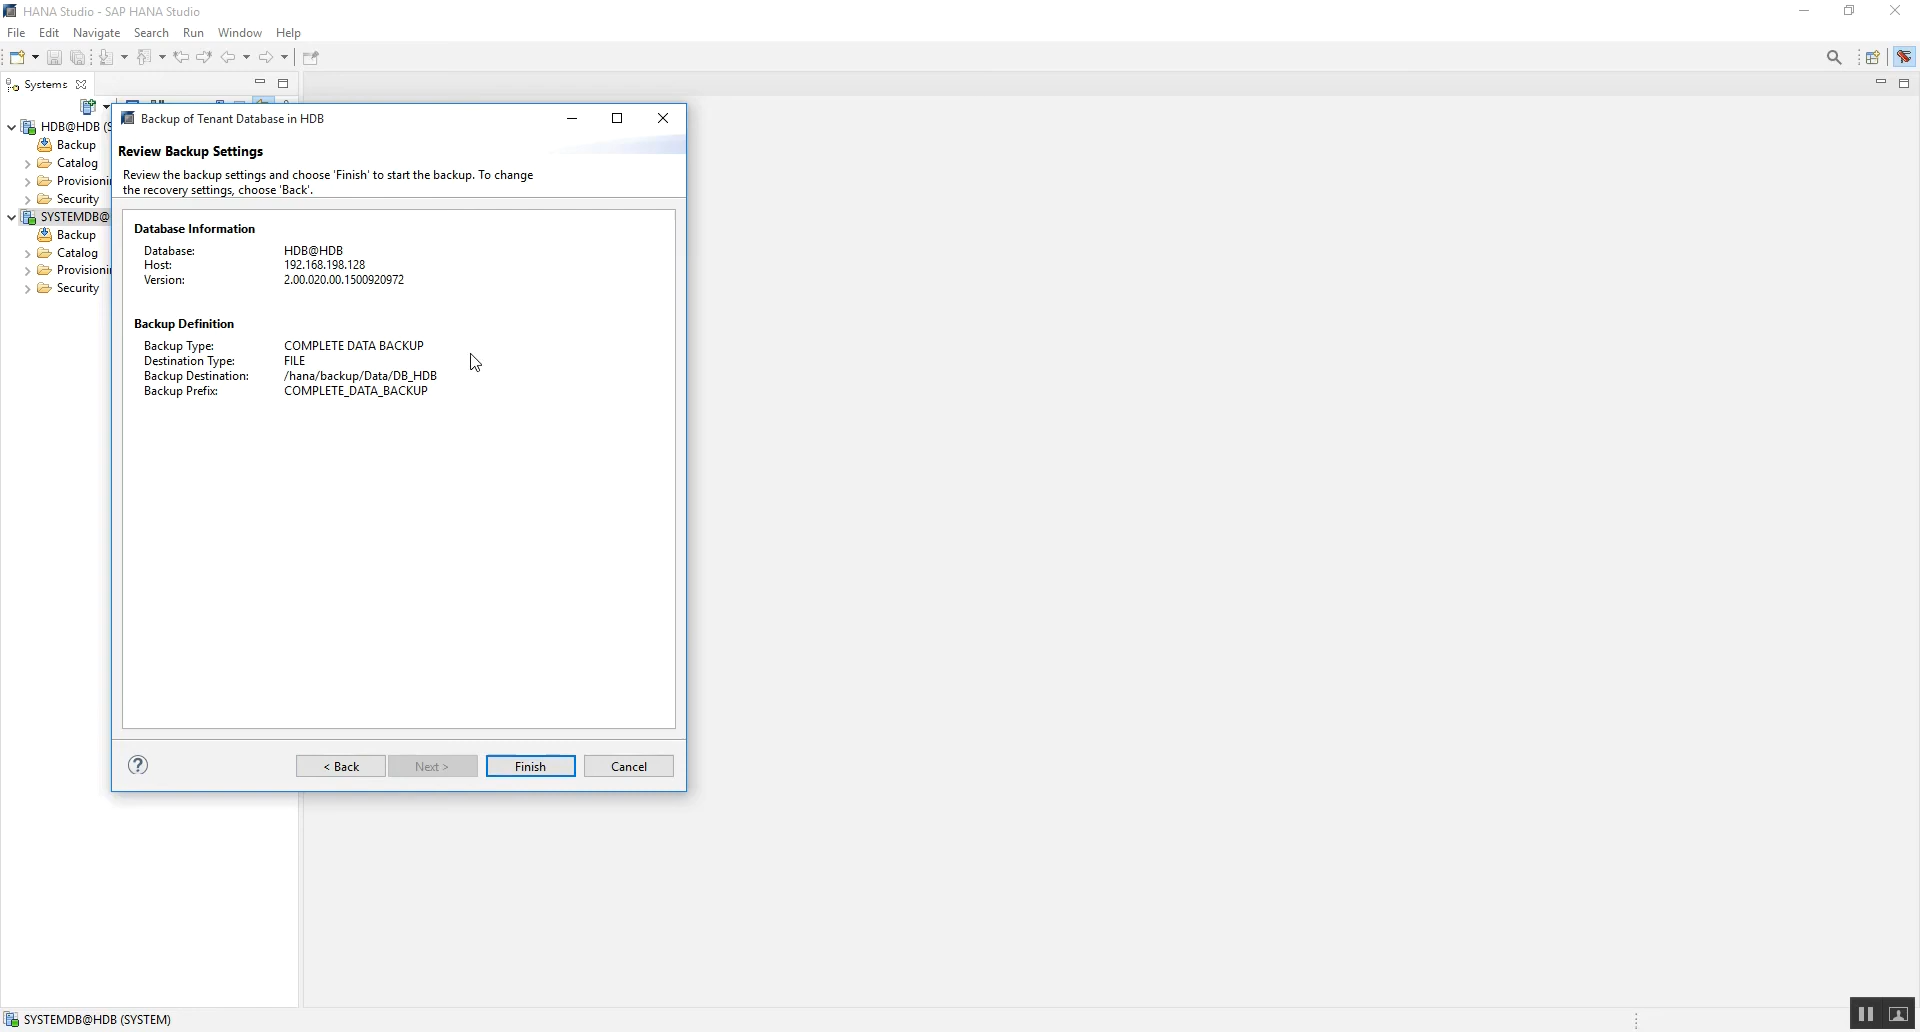 HANA Studio - SAP HANA Studio
File Edit Navigate Search Run Window Help
Systems
HDB@HDB (S
Backup
Catalog
Provisioni
Security
SYSTEMDB@
Backup
Catalog
Provisioni
Security
Backup of Tenant Database in HDB
Review Backup Settings
Review the backup settings and choose 'Finish' to start the backup. To change
the recovery settings, choose 'Back'.
Database Information
Database: HDB@HDB
Host: 192.168.198.128
Version: 2.00.020.00.1500920972
Backup Definition
Backup Type: COMPLETE DATA BACKUP
Destination Type: FILE
Backup Destination: /hana/backup/Data/DB_HDB
Backup Prefix: COMPLETE_DATA_BACKUP
?
< Back Next > Finish Cancel
SYSTEMDB@HDB (SYSTEM)